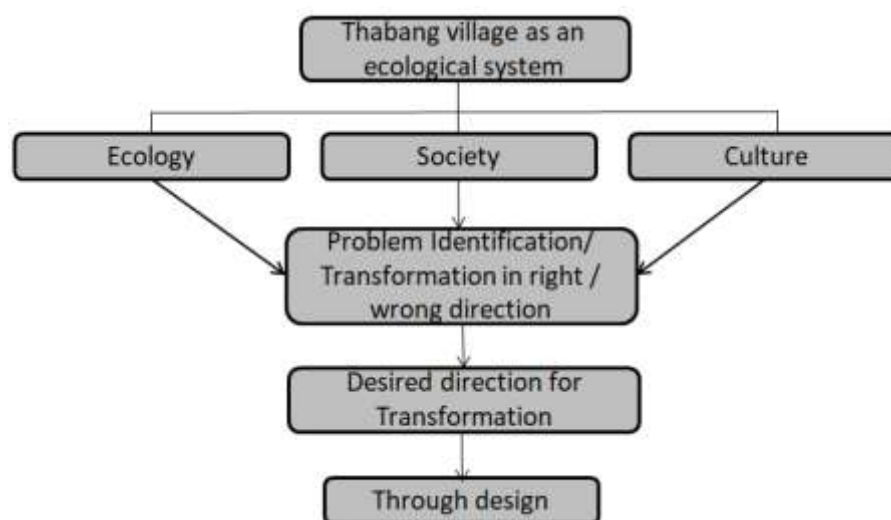 Thabang village as an
ecological system
Ecology
Society
Culture
Problem Identification/
Transformation in right /
wrong direction
Desired direction for
Transformation
Through design